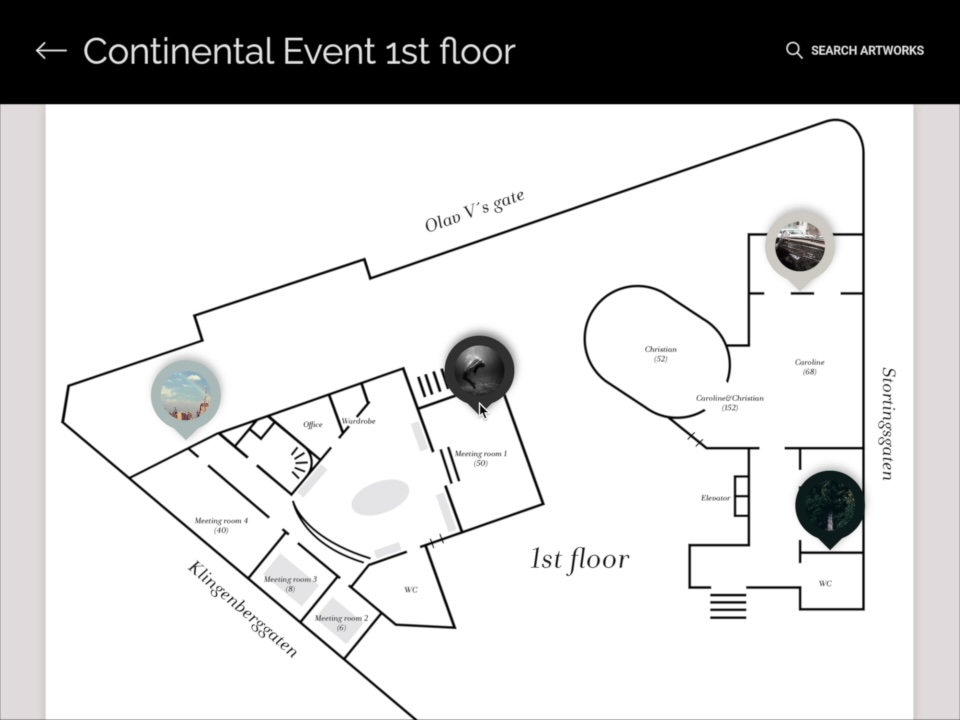 Continental Event 1st floor
SEARCH ARTWORKS
Olav V´s gate
Christian
(52)
Caroline
(68)
Caroline&Christian
(152)
Stortingsgaten
Office
Wardrobe
Meeting room 1
(50)
Elevator
Meeting room 4
(40)
1st floor
Meeting room 3
(8)
WC
WC
Meeting room 2
(6)
Klingenberggaten